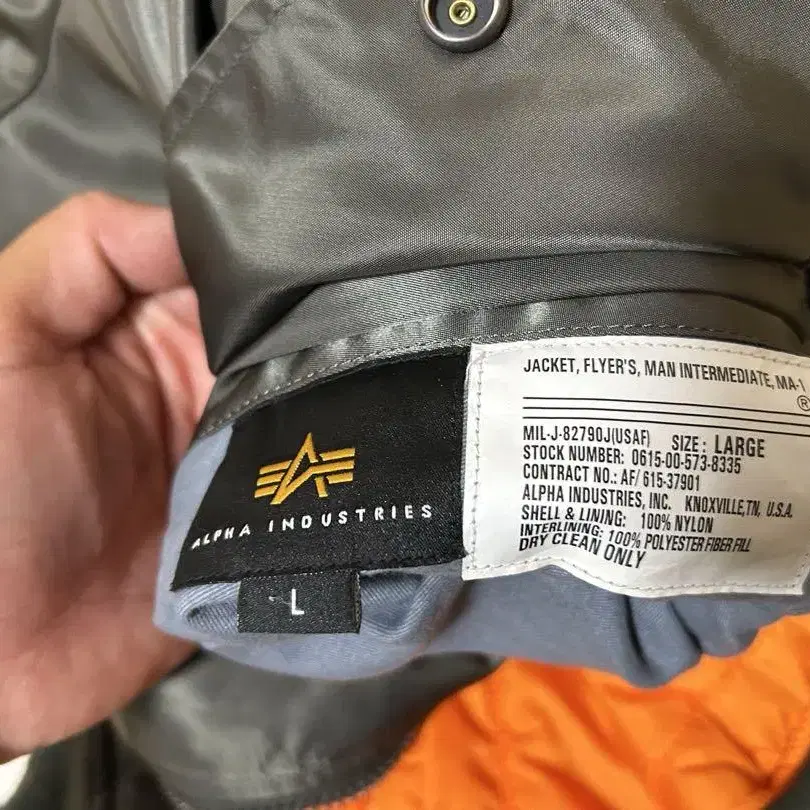 ALPHA INDUSTRIES
L
JACKET, FLYER'S, MAN INTERMEDIATE, MA-1
®
MIL-J-82790J(USAF) SIZE: LARGE
STOCK NUMBER: 0615-00-573-8335
CONTRACT NO.: AF/ 615-37901
ALPHA INDUSTRIES, INC. KNOXVILLE,TN, U.S.A.
SHELL & LINING: 100% NYLON
INTERLINING: 100% POLYESTER FIBER FILL
DRY CLEAN ONLY